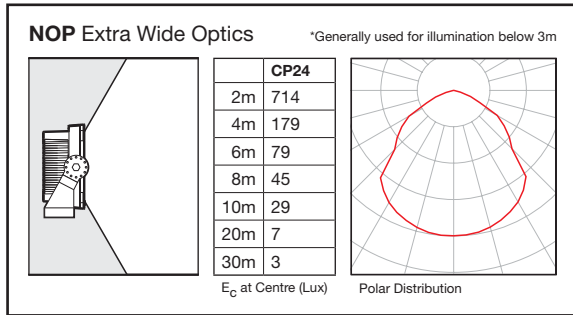 NOP Extra Wide Optics
*Generally used for illumination below 3m
CP24
2m 714
4m 179
6m 79
8m 45
10m 29
20m 7
30m 3
E_C at Centre (Lux)
Polar Distribution